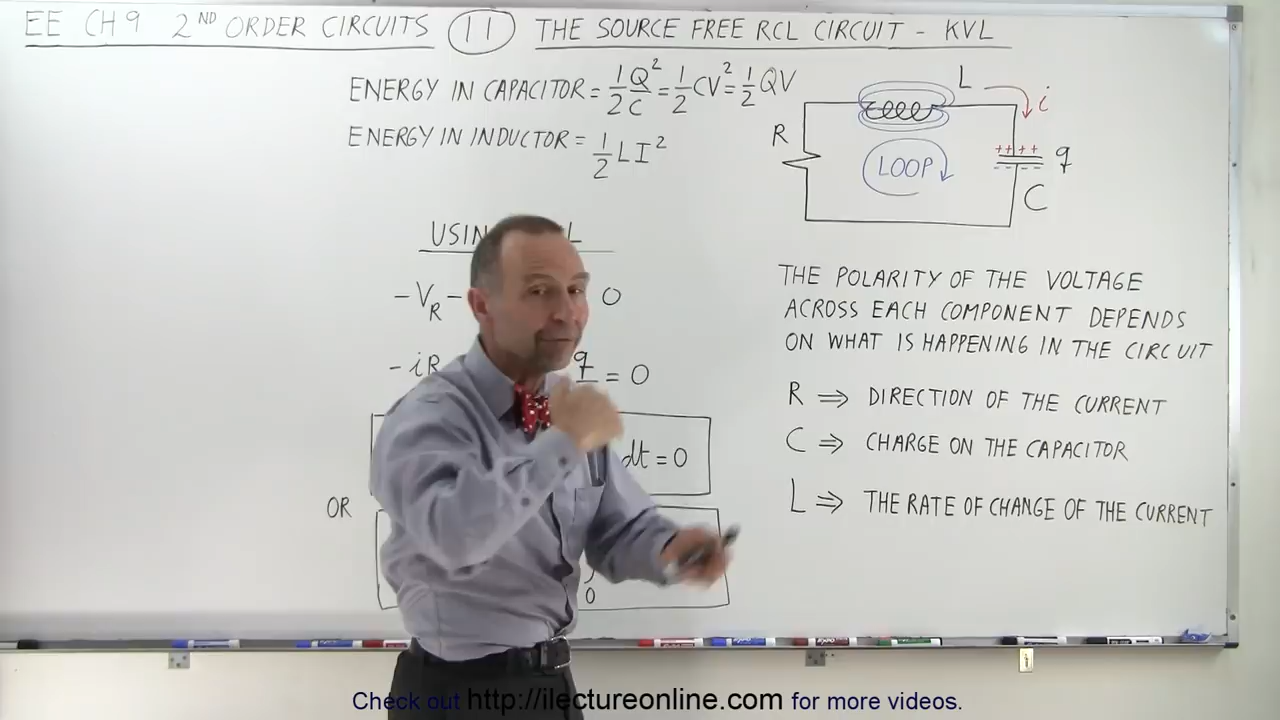 EE CH 9 2ND ORDER CIRCUITS 11 THE SOURCE FREE RCL CIRCUIT - KVL
ENERGY IN CAPACITOR = 1/2 Q²/C = 1/2 CV² = 1/2 QV
ENERGY IN INDUCTOR = 1/2 LI²
L
i
R
LOOP
++++
q
----
C
-V_R - 0
-iR q = 0
dt = 0
OR
0
THE POLARITY OF THE VOLTAGE
ACROSS EACH COMPONENT DEPENDS
ON WHAT IS HAPPENING IN THE CIRCUIT
R ⇒ DIRECTION OF THE CURRENT
C ⇒ CHARGE ON THE CAPACITOR
L ⇒ THE RATE OF CHANGE OF THE CURRENT
Check out http://ilectureonline.com for more videos.